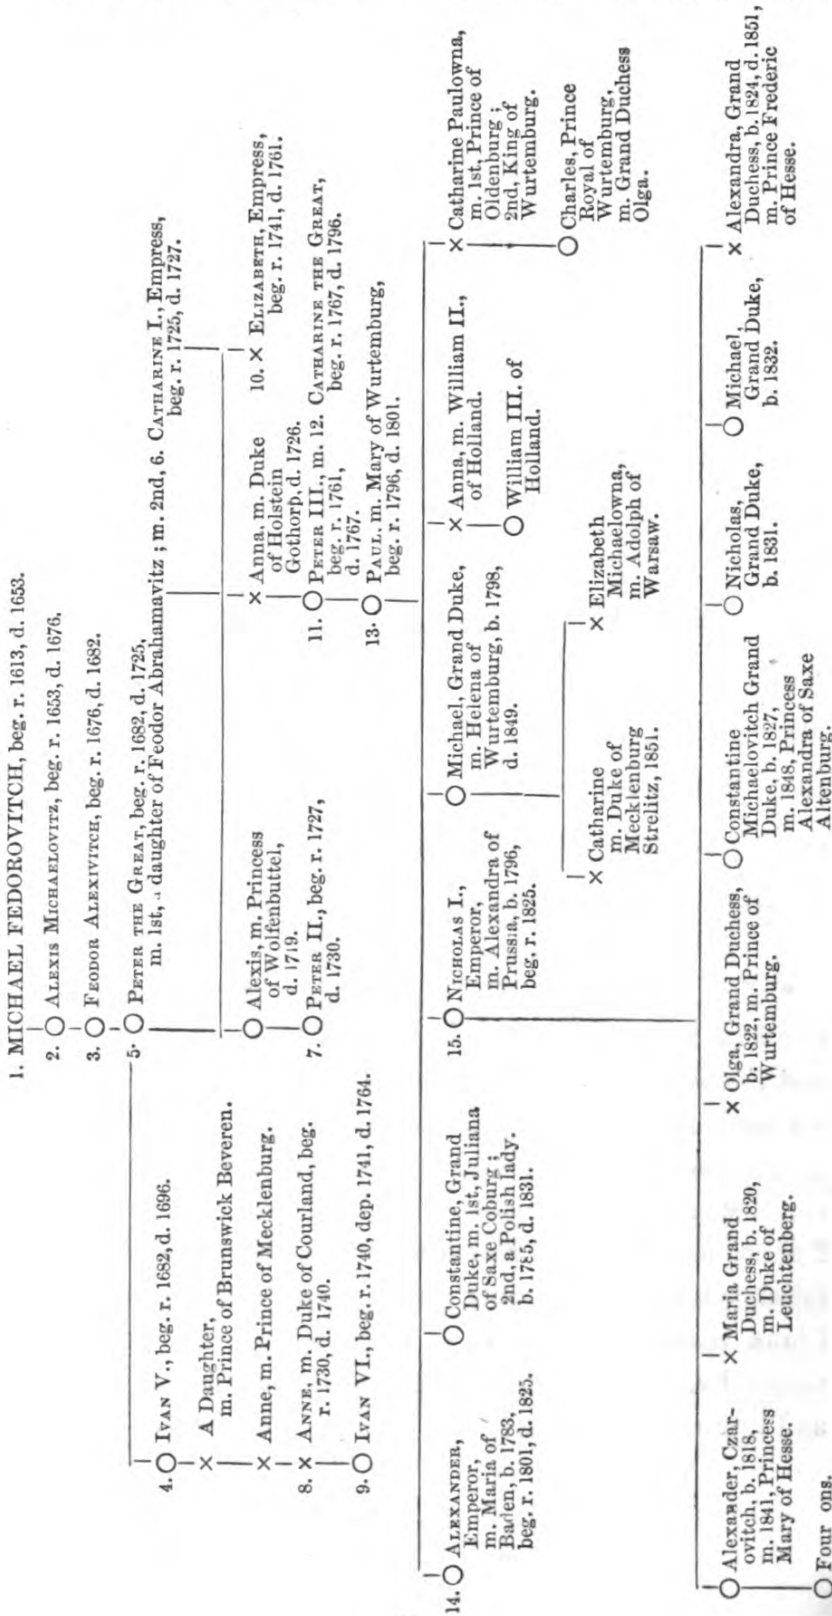 1. MICHAEL FEDOROVITCH, beg. r. 1613, d. 1653.
2. ALEXIS MICHAELOVITZ, beg. r. 1653, d. 1676.
3. FEODOR ALEXIVITCH, beg. r. 1676, d. 1682.
5. PETER THE GREAT, beg. r. 1682, d. 1725,
m. 1st, a daughter of Feodor Abrahamavitz; m. 2nd, 6. CATHARINE I., Empress,
beg. r. 1725, d. 1727.
4. IVAN V., beg. r. 1682, d. 1696.
A Daughter,
m. Prince of Brunswick Beveren.
Anne, m. Prince of Mecklenburg.
8. ANNE, m. Duke of Courland, beg.
r. 1730, d. 1740.
9. IVAN VI., beg. r. 1740, dep. 1741, d. 1764.
Alexis, m. Princess
of Wolfenbuttel,
d. 1719.
7. PETER II., beg. r. 1727,
d. 1730.
Anna, m. Duke
of Holstein
Gothorp, d. 1726.
10. ELIZABETH, Empress,
beg. r. 1741, d. 1761.
11. PETER III., m. 12. CATHARINE THE GREAT,
beg. r. 1761, beg. r. 1767, d. 1796.
d. 1767.
13. PAUL. m. Mary of Wurtemburg,
beg. r. 1796, d. 1801.
14. ALEXANDER,
Emperor,
m. Maria of
Baden, b. 1783,
beg. r. 1801, d. 1825.
Constantine, Grand
Duke, m. 1st, Juliana
of Saxe Coburg;
2nd, a Polish lady.
b. 1785, d. 1831.
15. NICHOLAS I.,
Emperor,
m. Alexandra of
Prussia, b. 1796,
beg. r. 1825.
Michael, Grand Duke,
m. Helena of
Wurtemburg, b. 1798,
d. 1849.
Anna, m. William II.,
of Holland.
Catharine Paulowna,
m. 1st, Prince of
Oldenburg;
2nd, King of
Wurtemburg.
Catharine
m. Duke of
Mecklenburg
Strelitz, 1851.
Elizabeth
Michaelowna,
m. Adolph of
Warsaw.
William III. of
Holland.
Charles, Prince
Royal of
Wurtemburg,
m. Grand Duchess
Olga.
Alexander, Czar-
ovitch, b. 1818,
m. 1841, Princess
Mary of Hesse.
Four ons.
Maria Grand
Duchess, b. 1820,
m. Duke of
Leuchtenberg.
Olga, Grand Duchess,
b. 1822, m. Prince of
Wurtemburg.
Constantine
Michaelovitch Grand
Duke, b. 1827,
m. 1848, Princess
Alexandra of Saxe
Altenburg.
Nicholas,
Grand Duke,
b. 1831.
Michael,
Grand Duke,
b. 1832.
Alexandra, Grand
Duchess, b. 1824, d. 1851,
m. Prince Frederic
of Hesse.